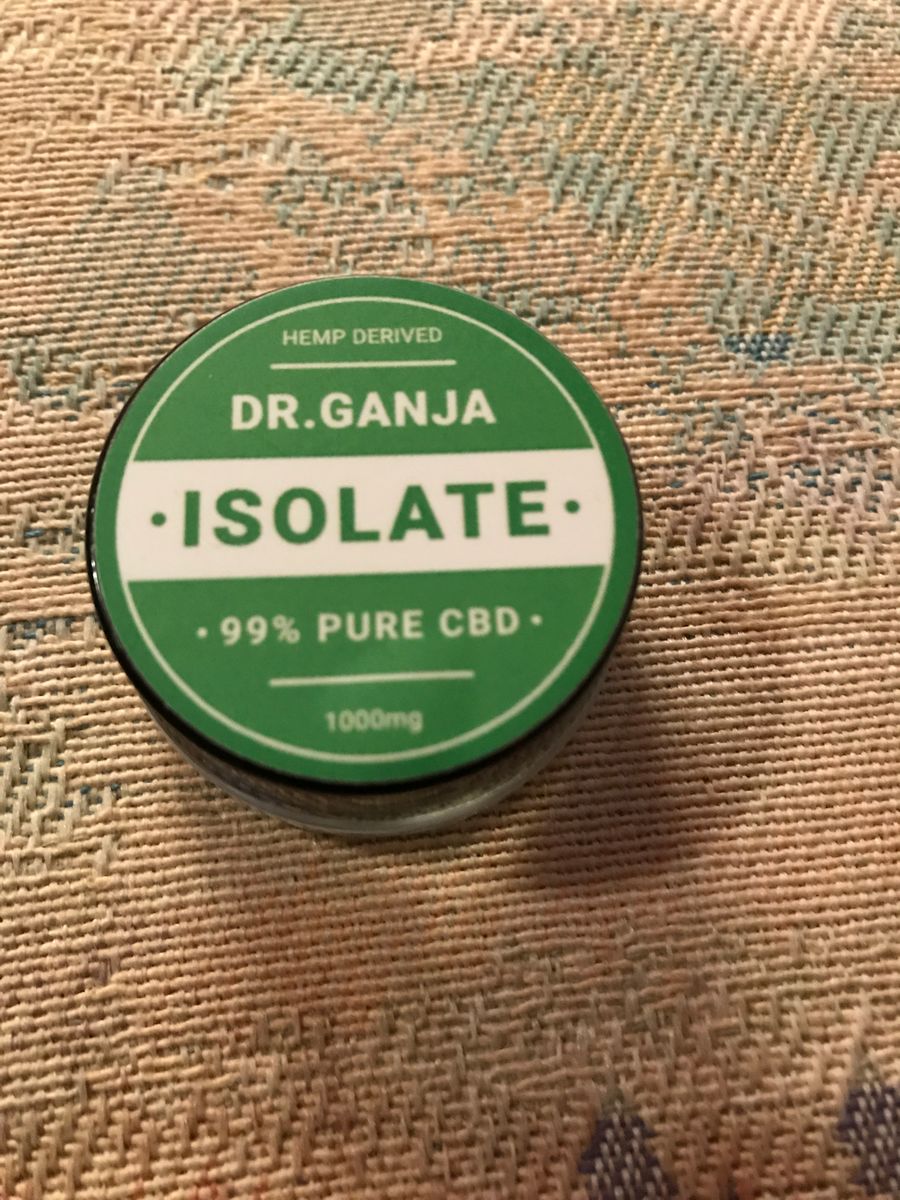 HEMP DERIVED
DR.GANJA
·ISOLATE·
·99% PURE CBD·
1000mg